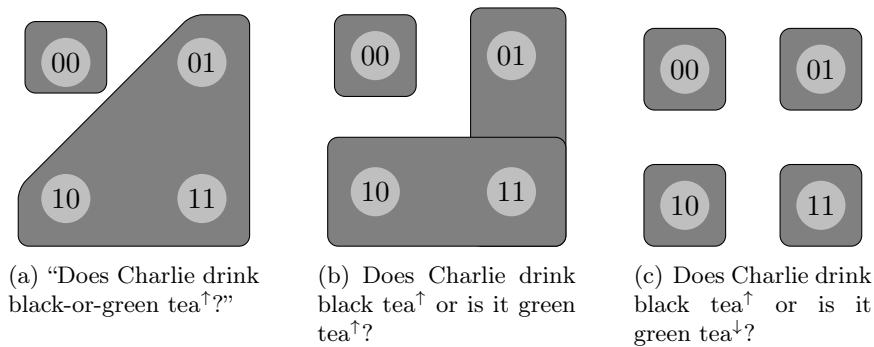 00 01
10 11
00 01
10 11
00 01
10 11
(a) “Does Charlie drink
black-or-green tea↑?”
(b) Does Charlie drink
black tea↑ or is it green
tea↑?
(c) Does Charlie drink
black tea↑ or is it
green tea↓?